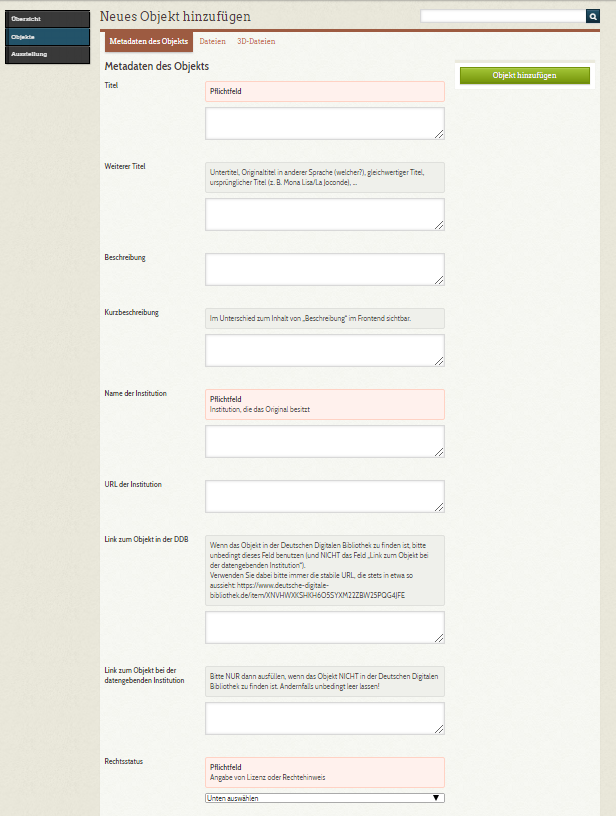 Übersicht
Objekte
Ausstellung
Neues Objekt hinzufügen
Metadaten des Objekts
Dateien
3D-Dateien
Metadaten des Objekts
Objekt hinzufügen
Titel
Pflichtfeld
Weiterer Titel
Untertitel, Originaltitel in anderer Sprache (welcher?), gleichwertiger Titel,
ursprünglicher Titel (z. B. Mona Lisa/La Joconde), ...
Beschreibung
Kurzbeschreibung
Im Unterschied zum Inhalt von „Beschreibung“ im Frontend sichtbar.
Name der Institution
Pflichtfeld
Institution, die das Original besitzt
URL der Institution
Link zum Objekt in der DDB
Wenn das Objekt in der Deutschen Digitalen Bibliothek zu finden ist, bitte
unbedingt dieses Feld benutzen (und NICHT das Feld „Link zum Objekt bei
der datengebenden Institution“).
Verwenden Sie dabei bitte immer die stabile URL, die stets in etwa so
aussieht: https://www.deutsche-digitale-
bibliothek.de/item/XNVHWXKSHKH6O5SYXM22ZBW25PQG4JFE
Link zum Objekt bei der
datengebenden Institution
Bitte NUR dann ausfüllen, wenn das Objekt NICHT in der Deutschen Digitalen
Bibliothek zu finden ist. Andernfalls unbedingt leer lassen!
Rechtsstatus
Pflichtfeld
Angabe von Lizenz oder Rechtehinweis
Unten auswählen